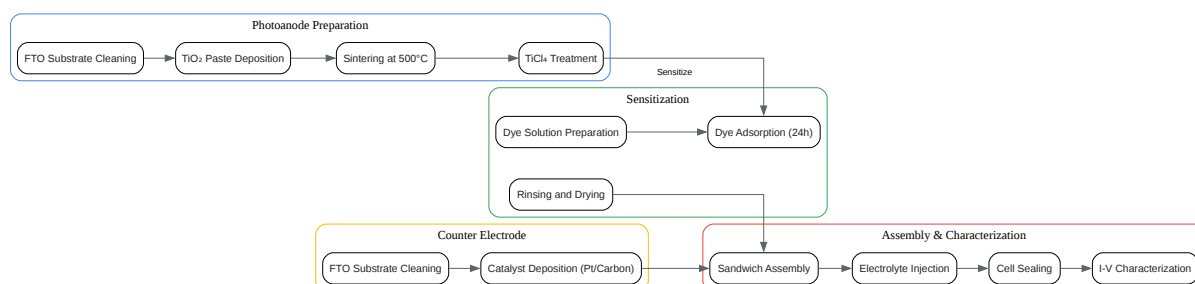 Photoanode Preparation
FTO Substrate Cleaning
TiO₂ Paste Deposition
Sintering at 500°C
TiCl₄ Treatment
Sensitize
Sensitization
Dye Solution Preparation
Dye Adsorption (24h)
Rinsing and Drying
Counter Electrode
FTO Substrate Cleaning
Catalyst Deposition (Pt/Carbon)
Assembly & Characterization
Sandwich Assembly
Electrolyte Injection
Cell Sealing
I-V Characterization